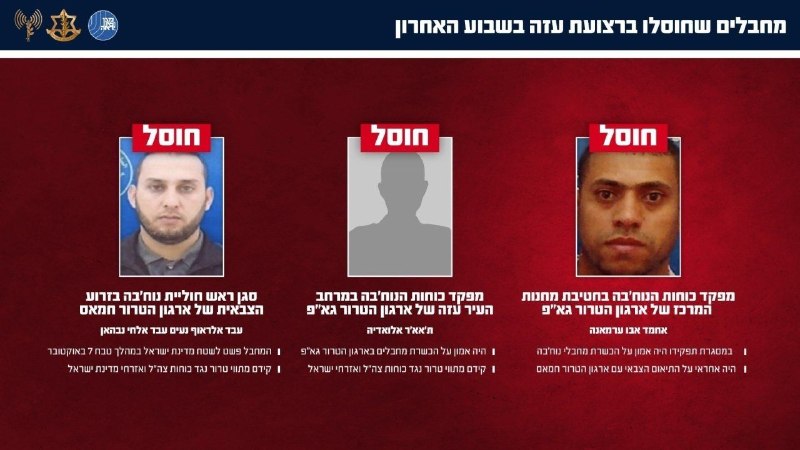 מחבלים שחוסלו ברצועת עזה בשבוע האחרון
חוסל
מפקד כוחות הנוח'בה בחטיבת מחנות
המרכז של ארגון הטרור גא"פ
אחמד אבו ערמאנה
במסגרת תפקידו היה אמון על הכשרת מחבלי נוח'בה
היה אחראי על התיאום הצבאי עם ארגון הטרור חמאס
חוסל
מפקד כוחות הנוח'בה במרחב
העיר עזה של ארגון הטרור גא"פ
ת'אא'ר אלואדיה
היה אמון על הכשרת מחבלים בארגון הטרור גא"פ
קידם מתווי טרור נגד כוחות צה"ל ואזרחי ישראל
חוסל
סגן ראש חוליית נוח'בה בזרוע
הצבאית של ארגון הטרור חמאס
עבד אלראוף נעים עבד אלחי נבהאן
המחבל פשט לשטח מדינת ישראל במהלך טבח 7 באוקטובר
קידם מתווי טרור נגד כוחות צה"ל ואזרחי מדינת ישראל